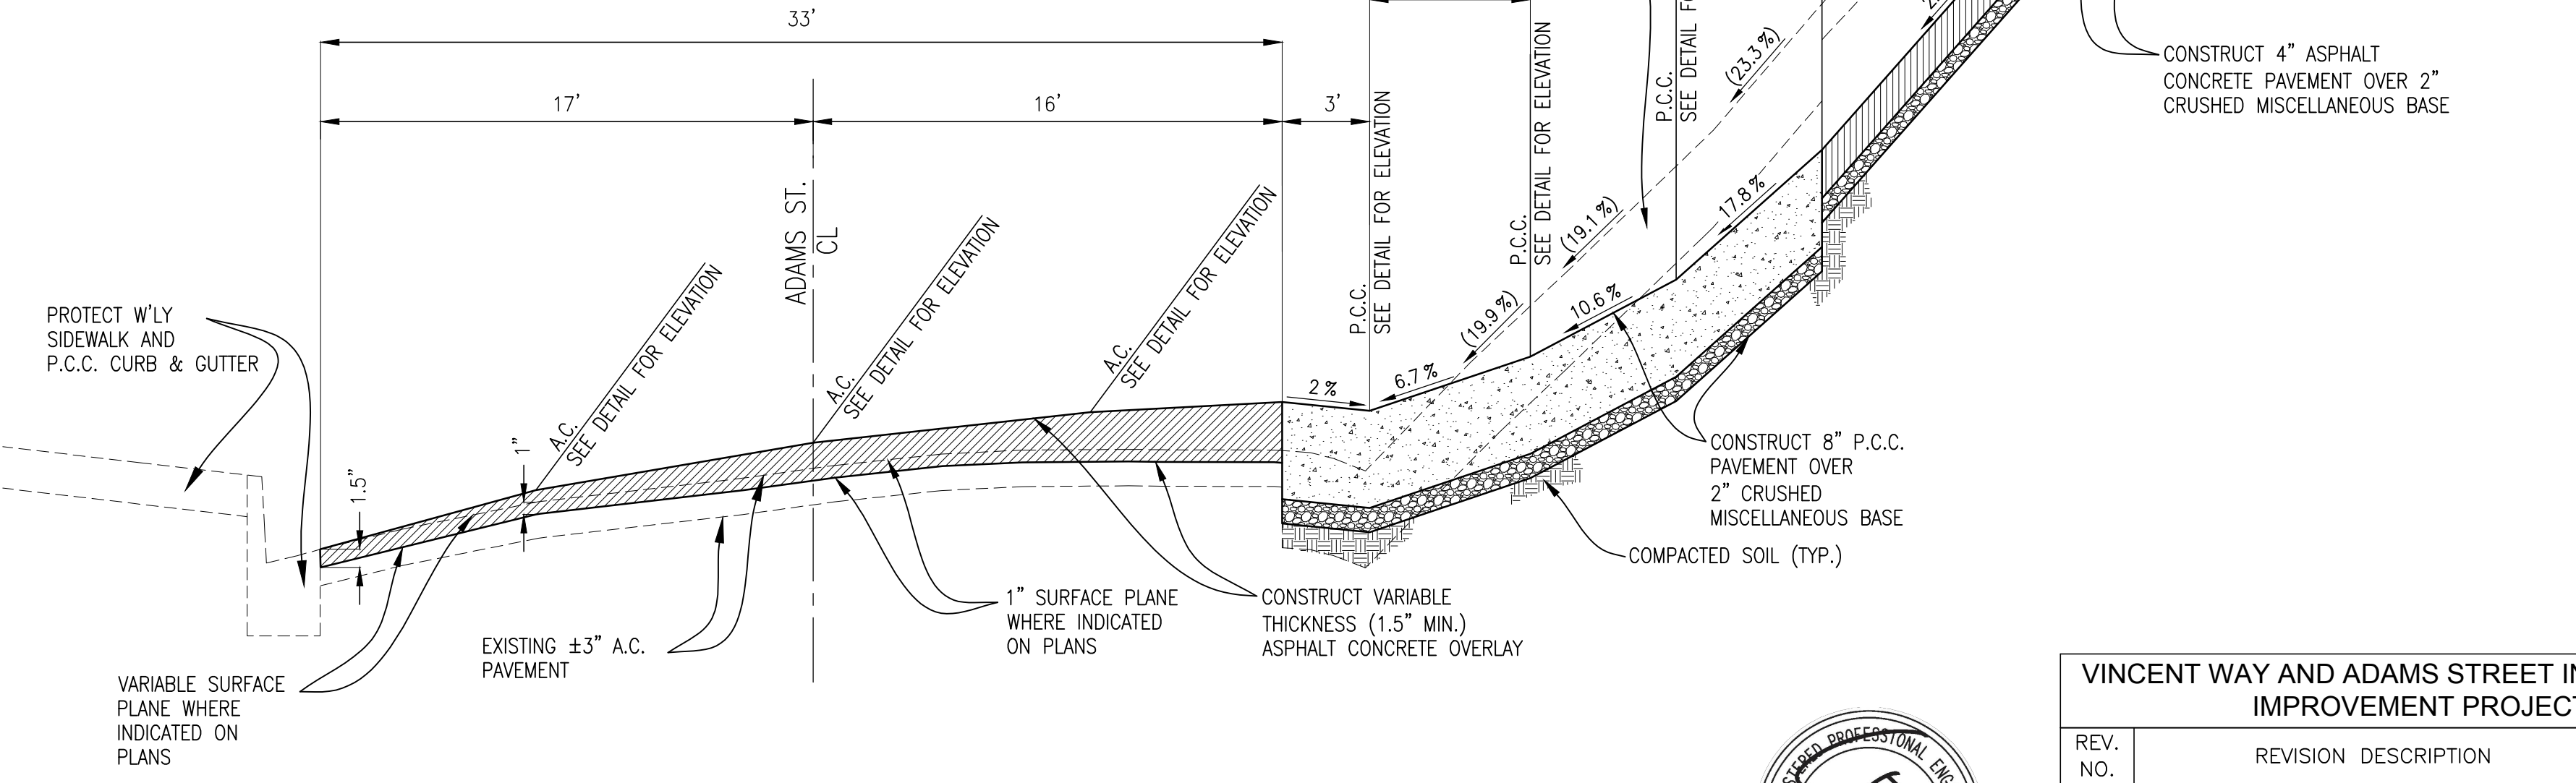 33'
17'
16'
3'
ADAMS ST.
CL
P.C.C.
SEE DETAIL FOR ELEVATION
P.C.C.
SEE DETAIL FOR ELEVATION
P.C.C.
SEE DETAIL
(23.3%)
(19.1%)
(19.9%)
17.8%
10.6%
6.7%
2%
CONSTRUCT 4" ASPHALT
CONCRETE PAVEMENT OVER 2"
CRUSHED MISCELLANEOUS BASE
A.C.
SEE DETAIL FOR ELEVATION
A.C.
SEE DETAIL FOR ELEVATION
A.C.
SEE DETAIL FOR ELEVATION
PROTECT W'LY
SIDEWALK AND
P.C.C. CURB & GUTTER
1"
1.5"
VARIABLE SURFACE
PLANE WHERE
INDICATED ON
PLANS
EXISTING ±3" A.C.
PAVEMENT
1" SURFACE PLANE
WHERE INDICATED
ON PLANS
CONSTRUCT VARIABLE
THICKNESS (1.5" MIN.)
ASPHALT CONCRETE OVERLAY
CONSTRUCT 8" P.C.C.
PAVEMENT OVER
2" CRUSHED
MISCELLANEOUS BASE
COMPACTED SOIL (TYP.)
VINCENT WAY AND ADAMS STREET
IMPROVEMENT PROJECT
REV.
NO.
REVISION DESCRIPTION
PROFESSIONAL